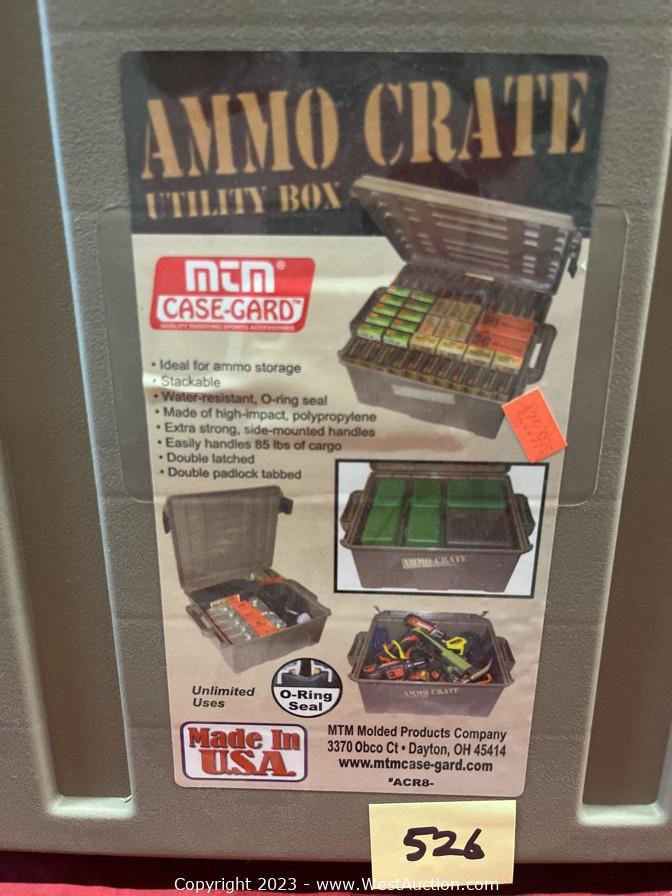 AMMO CRATE
UTILITY BOX
mTm®
CASE-GARD™
QUALITY SHOOTING SPORTS ACCESSORIES
• Ideal for ammo storage
• Stackable
• Water-resistant, O-ring seal
• Made of high-impact, polypropylene
• Extra strong, side-mounted handles
• Easily handles 85 lbs of cargo
• Double latched
• Double padlock tabbed
$25.99
AMMO CRATE
AMMO CRATE
Unlimited
Uses
O-Ring
Seal
Made In
U.S.A.
MTM Molded Products Company
3370 Obco Ct • Dayton, OH 45414
www.mtmcase-gard.com
*ACR8-
526
Copyright 2023 - www.WestAuction.com